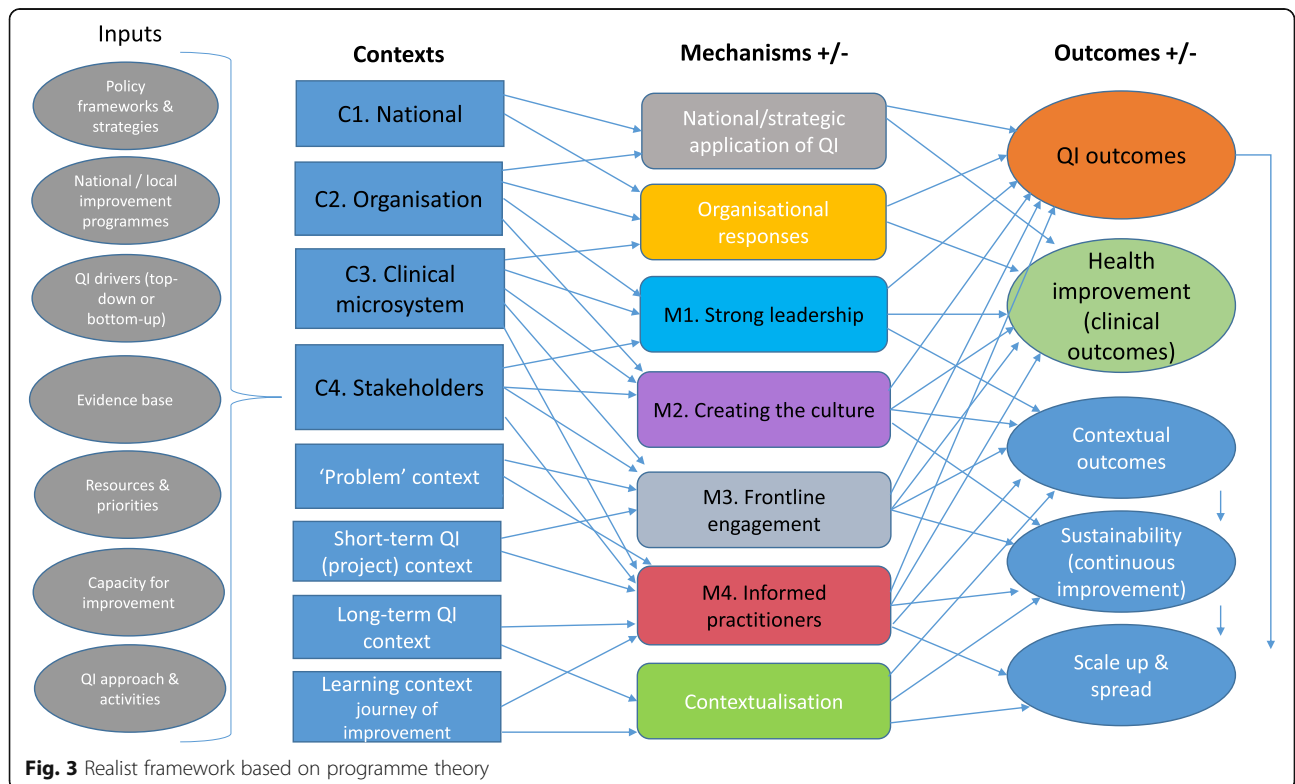 Inputs
Policy
frameworks &
strategies
National / local
improvement
programmes
QI drivers (top-
down or
bottom-up)
Evidence base
Resources &
priorities
Capacity for
improvement
QI approach &
activities
Contexts
C1. National
C2. Organisation
C3. Clinical
microsystem
C4. Stakeholders
‘Problem’ context
Short-term QI
(project) context
Long-term QI
context
Learning context
journey of
improvement
Mechanisms +/-
National/strategic
application of QI
Organisational
responses
M1. Strong leadership
M2. Creating the culture
M3. Frontline
engagement
M4. Informed
practitioners
Contextualisation
Outcomes +/-
QI outcomes
Health
improvement
(clinical
outcomes)
Contextual
outcomes
Sustainability
(continuous
improvement)
Scale up &
spread
Fig. 3 Realist framework based on programme theory